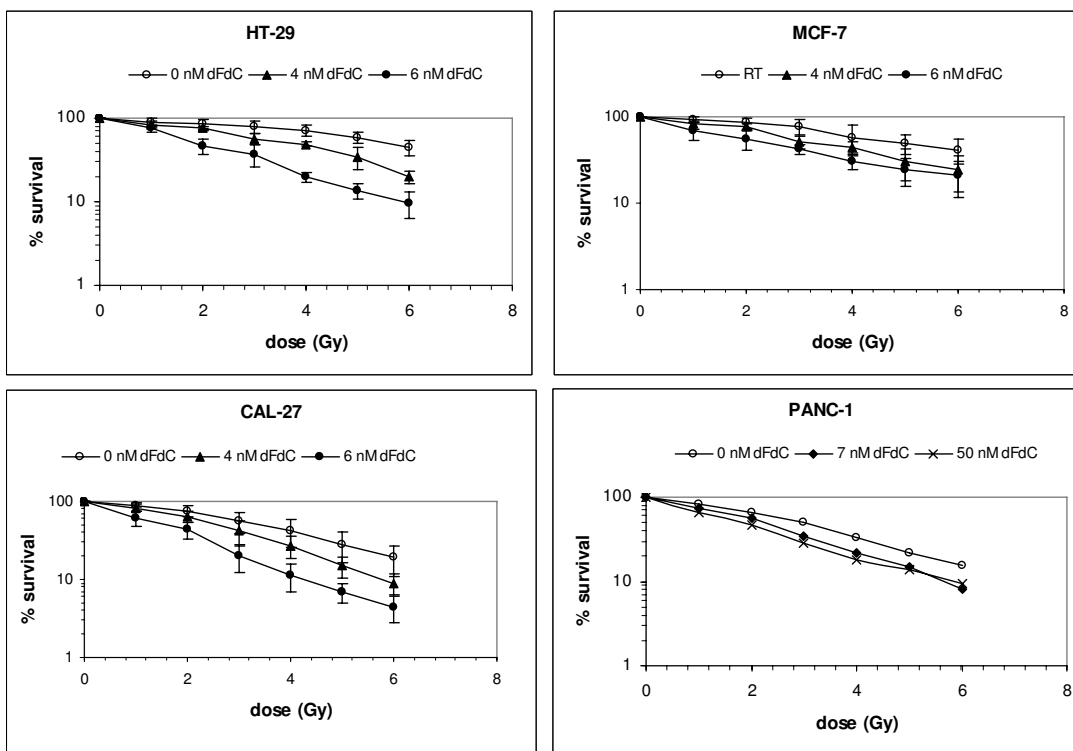 HT-29
0 nM dFdC 4 nM dFdC 6 nM dFdC
100
10
1
% survival
0 2 4 6 8
dose (Gy)
MCF-7
RT 4 nM dFdC 6 nM dFdC
100
10
1
% survival
0 2 4 6 8
dose (Gy)
CAL-27
0 nM dFdC 4 nM dFdC 6 nM dFdC
100
10
1
% survival
0 2 4 6 8
dose (Gy)
PANC-1
0 nM dFdC 7 nM dFdC 50 nM dFdC
100
10
1
% survival
0 2 4 6 8
dose (Gy)